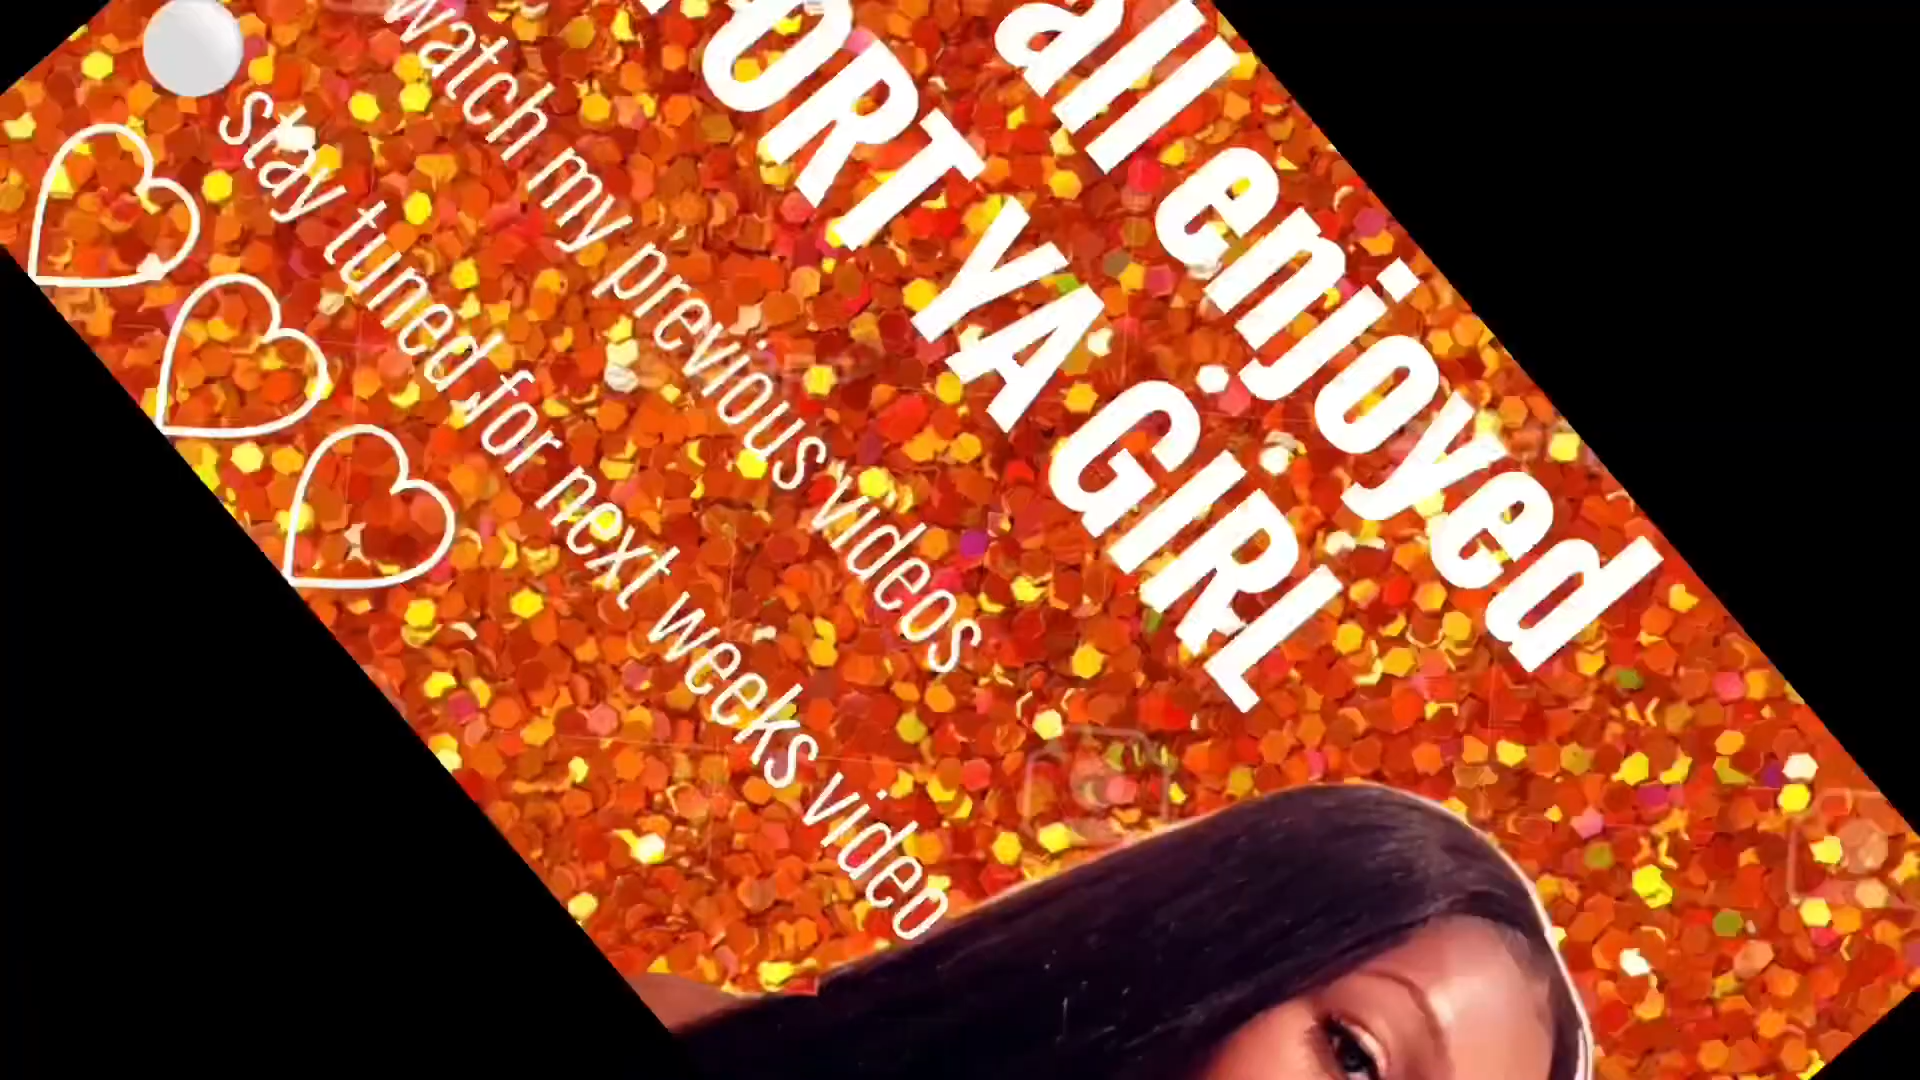 all enjoyed
ORT YA GIRL
watch my previous videos
stay tuned for next weeks video